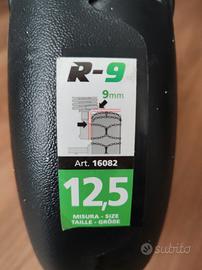 R-9
9mm
Art. 16082
12,5
MISURA - SIZE
TAILLE - GRÖßE
subito